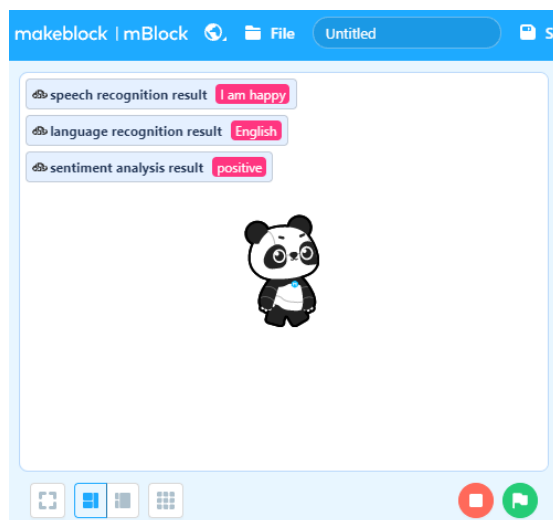 makeblock | mBlock File Untitled S
speech recognition result I am happy
language recognition result English
sentiment analysis result positive